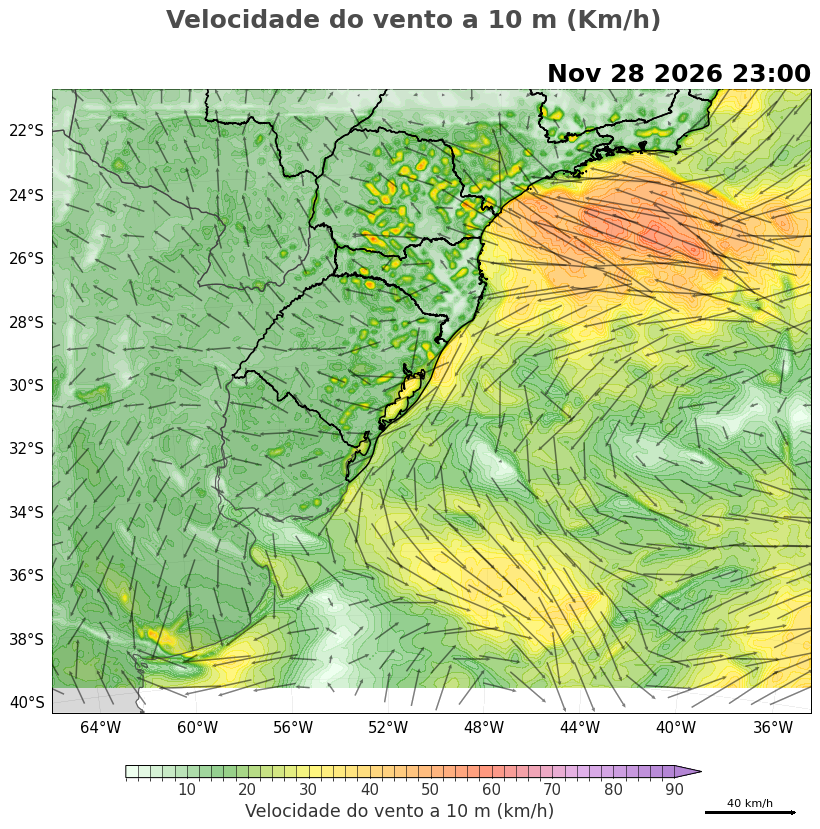 Velocidade do vento a 10 m (Km/h)
Nov 28 2026 23:00
22°S
24°S
26°S
28°S
30°S
32°S
34°S
36°S
38°S
40°S
64°W 60°W 56°W 52°W 48°W 44°W 40°W 36°W
10 20 30 40 50 60 70 80 90
Velocidade do vento a 10 m (km/h)
40 km/h